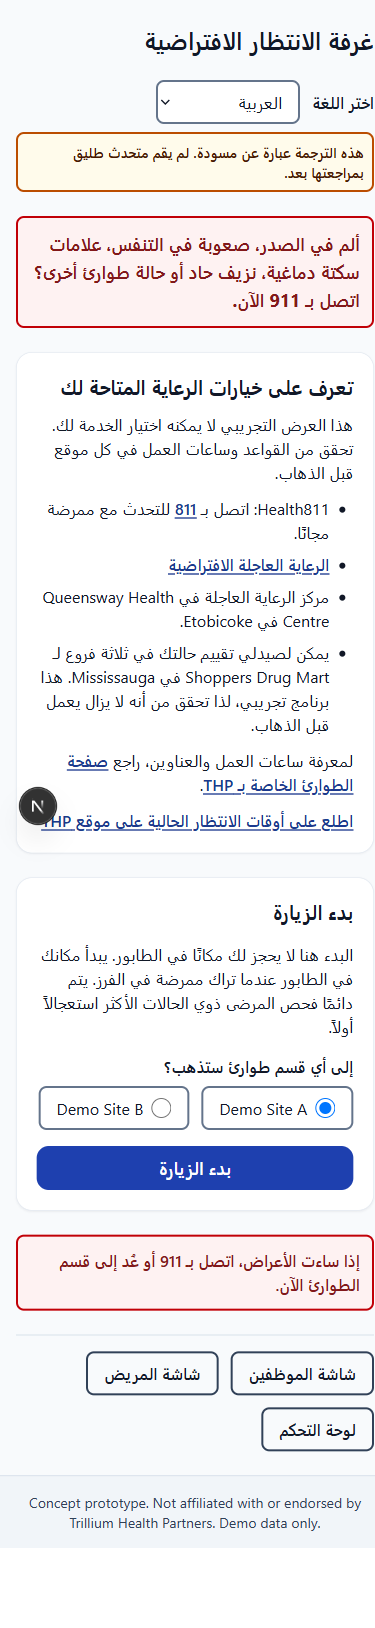 غرفة الانتظار الافتراضية
اختر اللغة
العربية
هذه الترجمة عبارة عن مسودة. لم يقم متحدث طليق
بمراجعتها بعد.
ألم في الصدر، صعوبة في التنفس، علامات
سكتة دماغية، نزيف حاد أو حالة طوارئ أخرى؟
اتصل بـ 911 الآن.
تعرف على خيارات الرعاية المتاحة لك
هذا العرض التجريبي لا يمكنه اختيار الخدمة لك.
تحقق من القواعد وساعات العمل في كل موقع
قبل الذهاب.
• Health811: اتصل بـ 811 للتحدث مع ممرضة
مجانًا.
• الرعاية العاجلة الافتراضية
• مركز الرعاية العاجلة في Queensway Health
Centre في Etobicoke.
• يمكن لصيدلي تقييم حالتك في ثلاثة فروع لـ
Shoppers Drug Mart في Mississauga. هذا
برنامج تجريبي، لذا تحقق من أنه لا يزال يعمل
قبل الذهاب.
لمعرفة ساعات العمل والعناوين، راجع صفحة
الطوارئ الخاصة بـ THP.
اطلع على أوقات الانتظار الحالية على موقع THP
N
بدء الزيارة
البدء هنا لا يحجز لك مكانًا في الطابور. يبدأ مكانك
في الطابور عندما تراك ممرضة في الفرز. يتم
دائمًا فحص المرضى ذوي الحالات الأكثر استعجالاً
أولاً.
إلى أي قسم طوارئ ستذهب؟
Demo Site A
Demo Site B
بدء الزيارة
إذا ساءت الأعراض، اتصل بـ 911 أو عُد إلى قسم
الطوارئ الآن.
شاشة الموظفين
شاشة المريض
لوحة التحكم
Concept prototype. Not affiliated with or endorsed by
Trillium Health Partners. Demo data only.